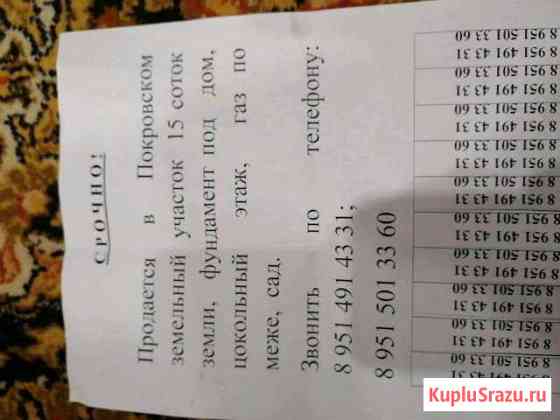 СРОЧНО!
Продается в Покровском
земельный участок 15 соток
земли, фундамент под дом,
цокольный этаж, газ по
меже, сад.
Звонить по телефону:
8 951 491 43 31;
8 951 501 33 60
8 951 501 33 60
8 951 491 43 31
8 951 501 33 60
8 951 491 43 31
8 951 501 33 60
8 951 491 43 31
8 951 501 33 60
8 951 491 43 31
8 951 501 33 60
8 951 491 43 31
8 951 501 33 60
8 951 491 43 31
8 951 501 33 60
8 951 491 43 31
8 951 501 33 60
8 951 491 43 31
8 951 501 33 60
8 951 491 43 31
KupluSrazu.ru